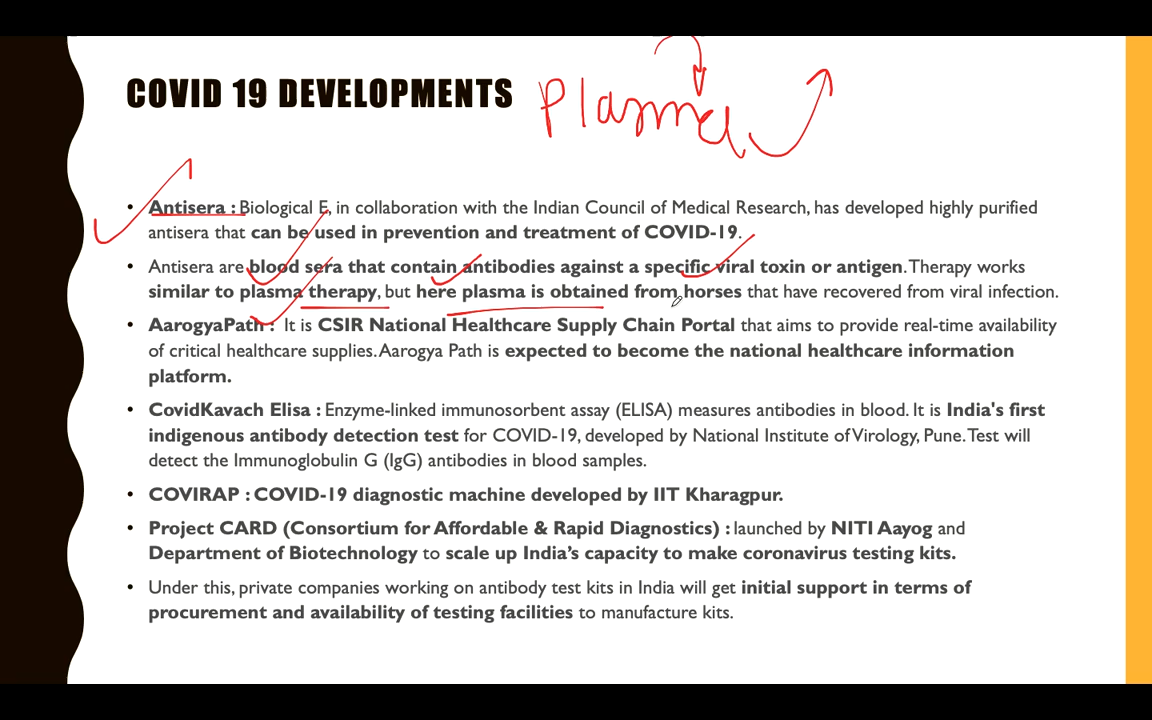 COVID 19 DEVELOPMENTS
Plasma
• Antisera : Biological E, in collaboration with the Indian Council of Medical Research, has developed highly purified
antisera that can be used in prevention and treatment of COVID-19.
• Antisera are blood sera that contain antibodies against a specific viral toxin or antigen. Therapy works
similar to plasma therapy, but here plasma is obtained from horses that have recovered from viral infection.
• AarogyaPath : It is CSIR National Healthcare Supply Chain Portal that aims to provide real-time availability
of critical healthcare supplies. Aarogya Path is expected to become the national healthcare information
platform.
• CovidKavach Elisa : Enzyme-linked immunosorbent assay (ELISA) measures antibodies in blood. It is India's first
indigenous antibody detection test for COVID-19, developed by National Institute of Virology, Pune. Test will
detect the Immunoglobulin G (IgG) antibodies in blood samples.
• COVIRAP : COVID-19 diagnostic machine developed by IIT Kharagpur.
• Project CARD (Consortium for Affordable & Rapid Diagnostics) : launched by NITI Aayog and
Department of Biotechnology to scale up India’s capacity to make coronavirus testing kits.
• Under this, private companies working on antibody test kits in India will get initial support in terms of
procurement and availability of testing facilities to manufacture kits.